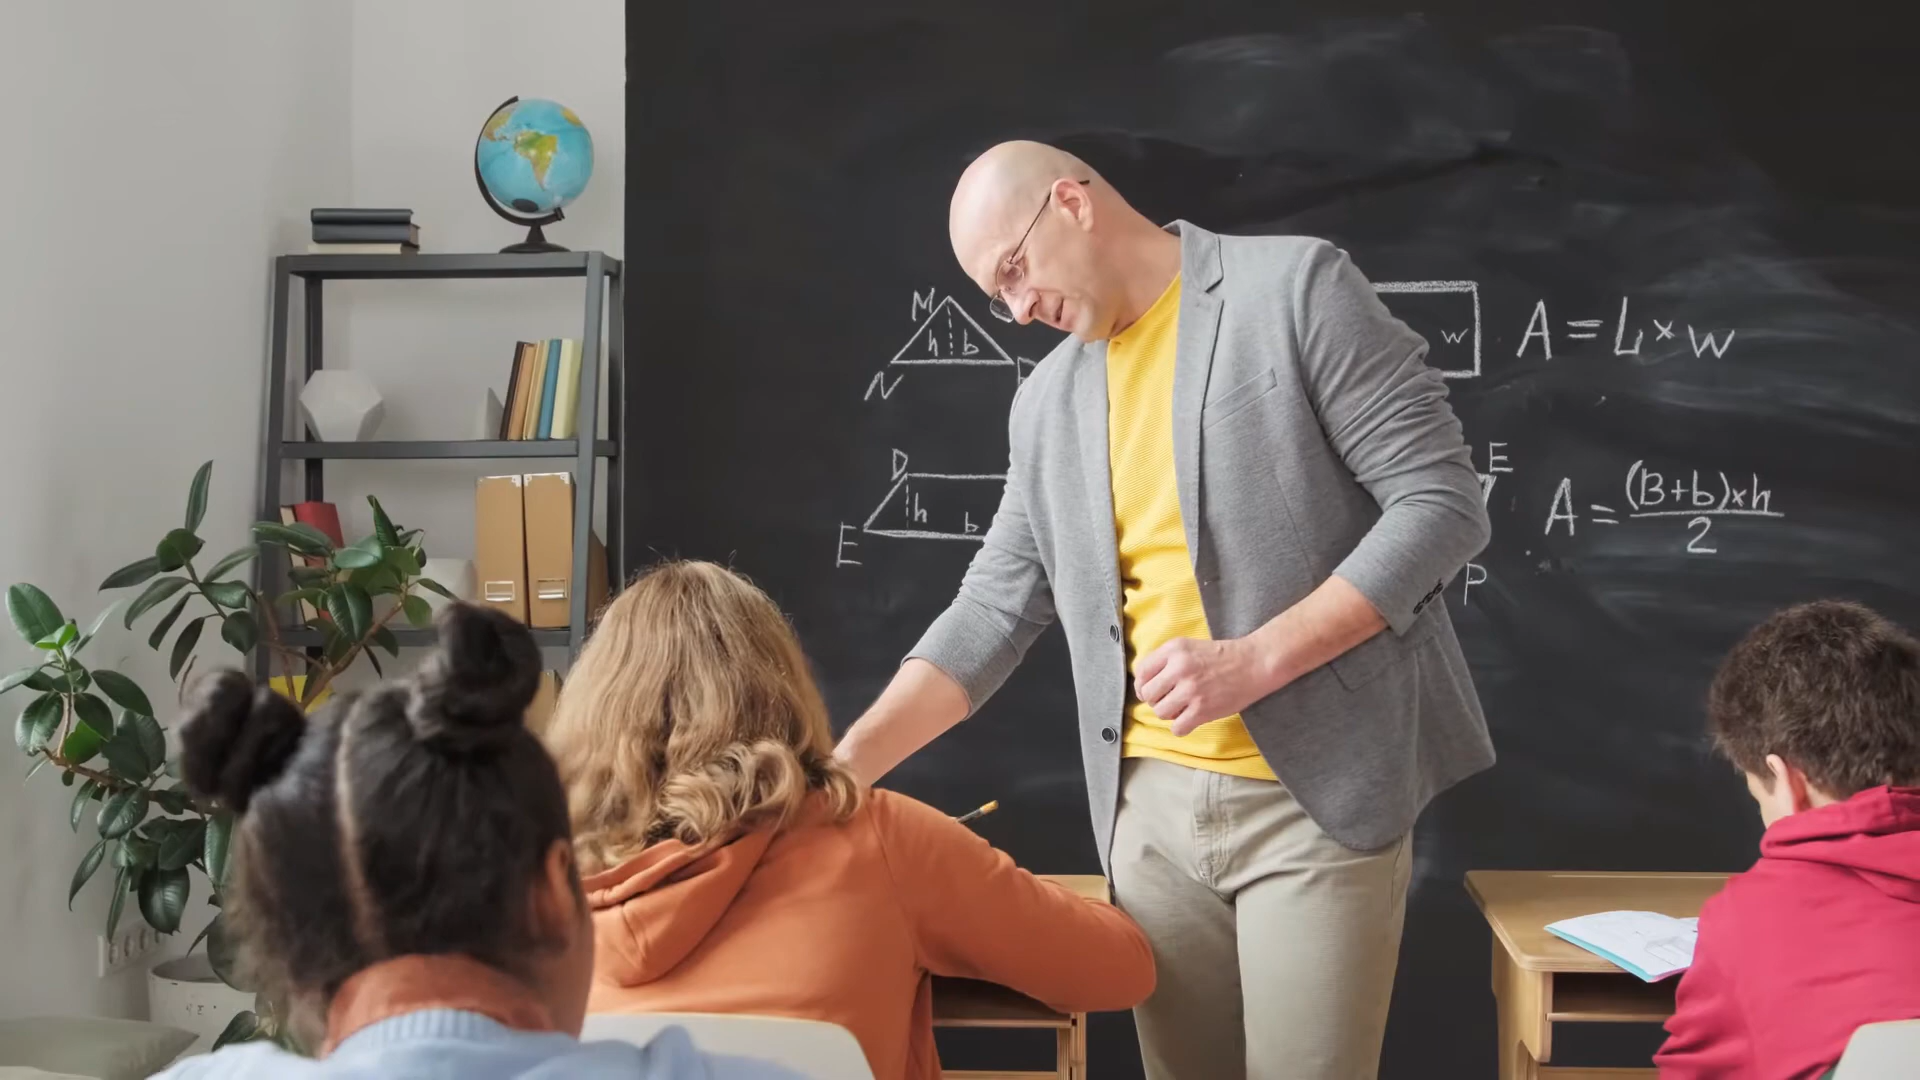 M
h b
N
w
A = L × w
D
h b
E
E
A = (B+b)×h / 2
P